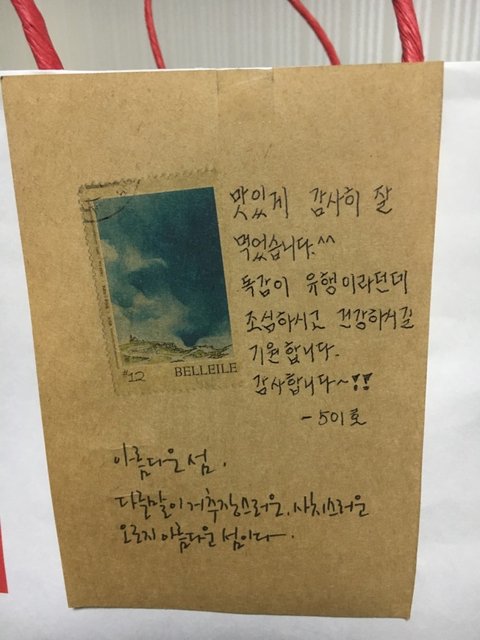 맛있게 감사히 잘
먹었습니다.^^
독감이 유행이라던데
조심하시고 건강하시길
기원합니다.
감사합니다~!!
- 501호
#12
BELLEILE
아름다운 섬.
다른말이 거추장스러운, 사치스러운
오로지 아름다운 섬이다.